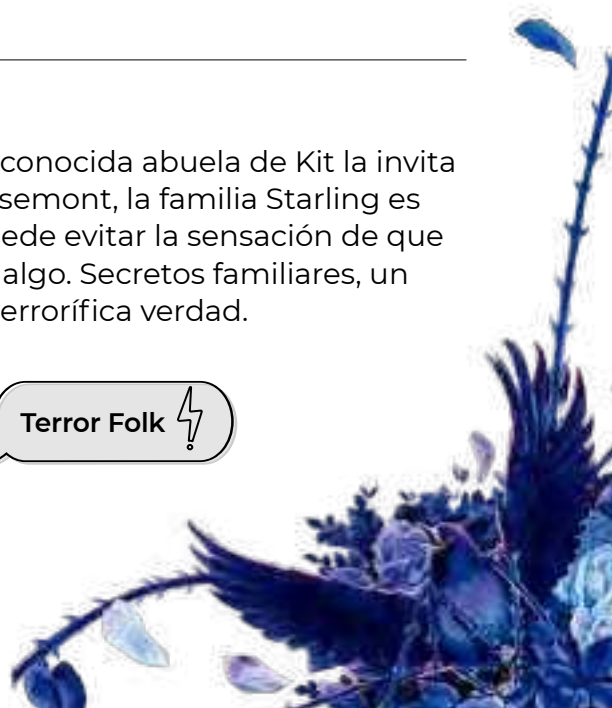 conocida abuela de Kit la invita
semont, la familia Starling es
ede evitar la sensación de que
algo. Secretos familiares, un
errorífica verdad.
Terror Folk